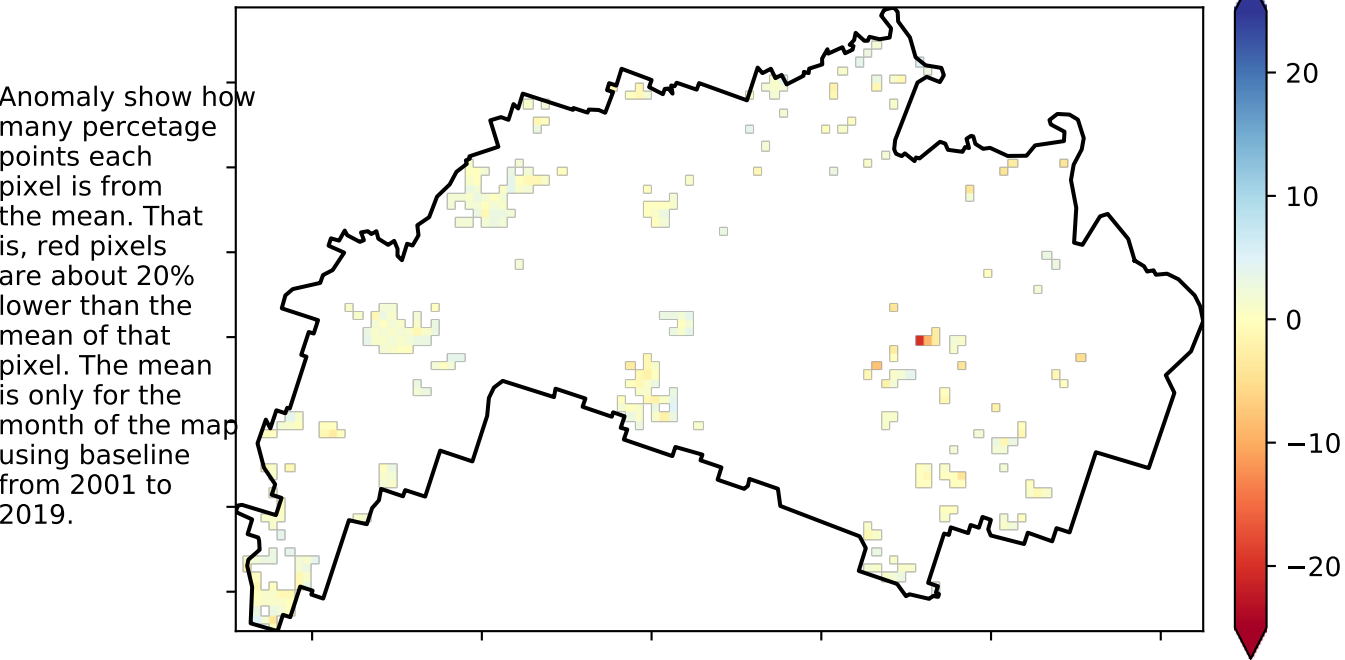 Anomaly show how
many percetage
points each
pixel is from
the mean. That
is, red pixels
are about 20%
lower than the
mean of that
pixel. The mean
is only for the
month of the map
using baseline
from 2001 to
2019.
20
10
0
−10
−20